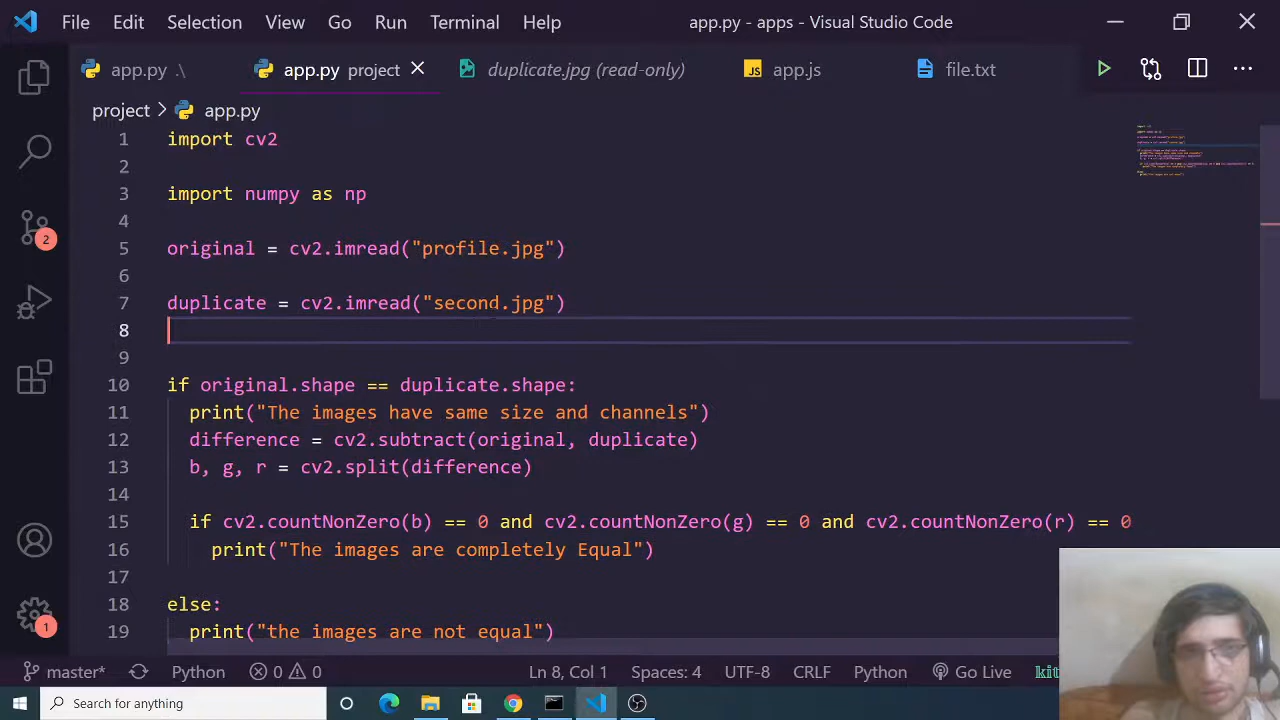 File Edit Selection View Go Run Terminal Help app.py - apps - Visual Studio Code
app.py .\ app.py project duplicate.jpg (read-only) JS app.js file.txt
project > app.py
1 import cv2
2
3 import numpy as np
4
5 original = cv2.imread("profile.jpg")
6
7 duplicate = cv2.imread("second.jpg")
8
9
10 if original.shape == duplicate.shape:
11 print("The images have same size and channels")
12 difference = cv2.subtract(original, duplicate)
13 b, g, r = cv2.split(difference)
14
15 if cv2.countNonZero(b) == 0 and cv2.countNonZero(g) == 0 and cv2.countNonZero(r) == 0
16 print("The images are completely Equal")
17
18 else:
19 print("the images are not equal")
2
1
master* Python 0 0 Ln 8, Col 1 Spaces: 4 UTF-8 CRLF Python Go Live kit
Search for anything